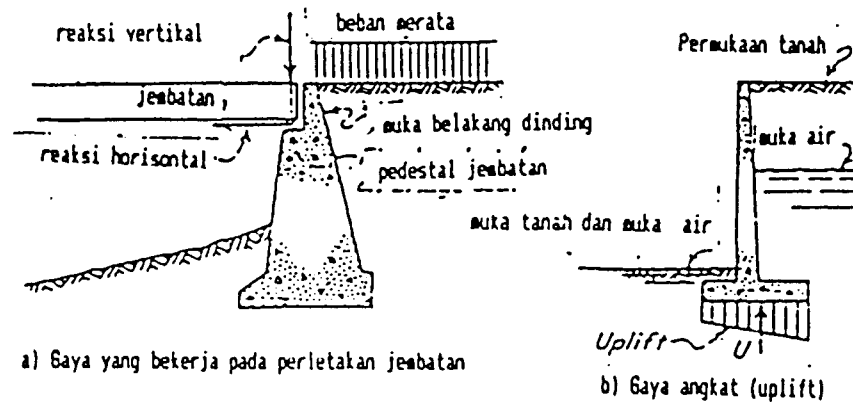 reaksi vertikal
beban merata
jembatan,
reaksi horisontal
muka belakang dinding
pedestal jembatan
a) Gaya yang bekerja pada perletakan jembatan
Permukaan tanah
muka air
muka tanah dan muka air
Uplift
U
b) Gaya angkat (uplift)